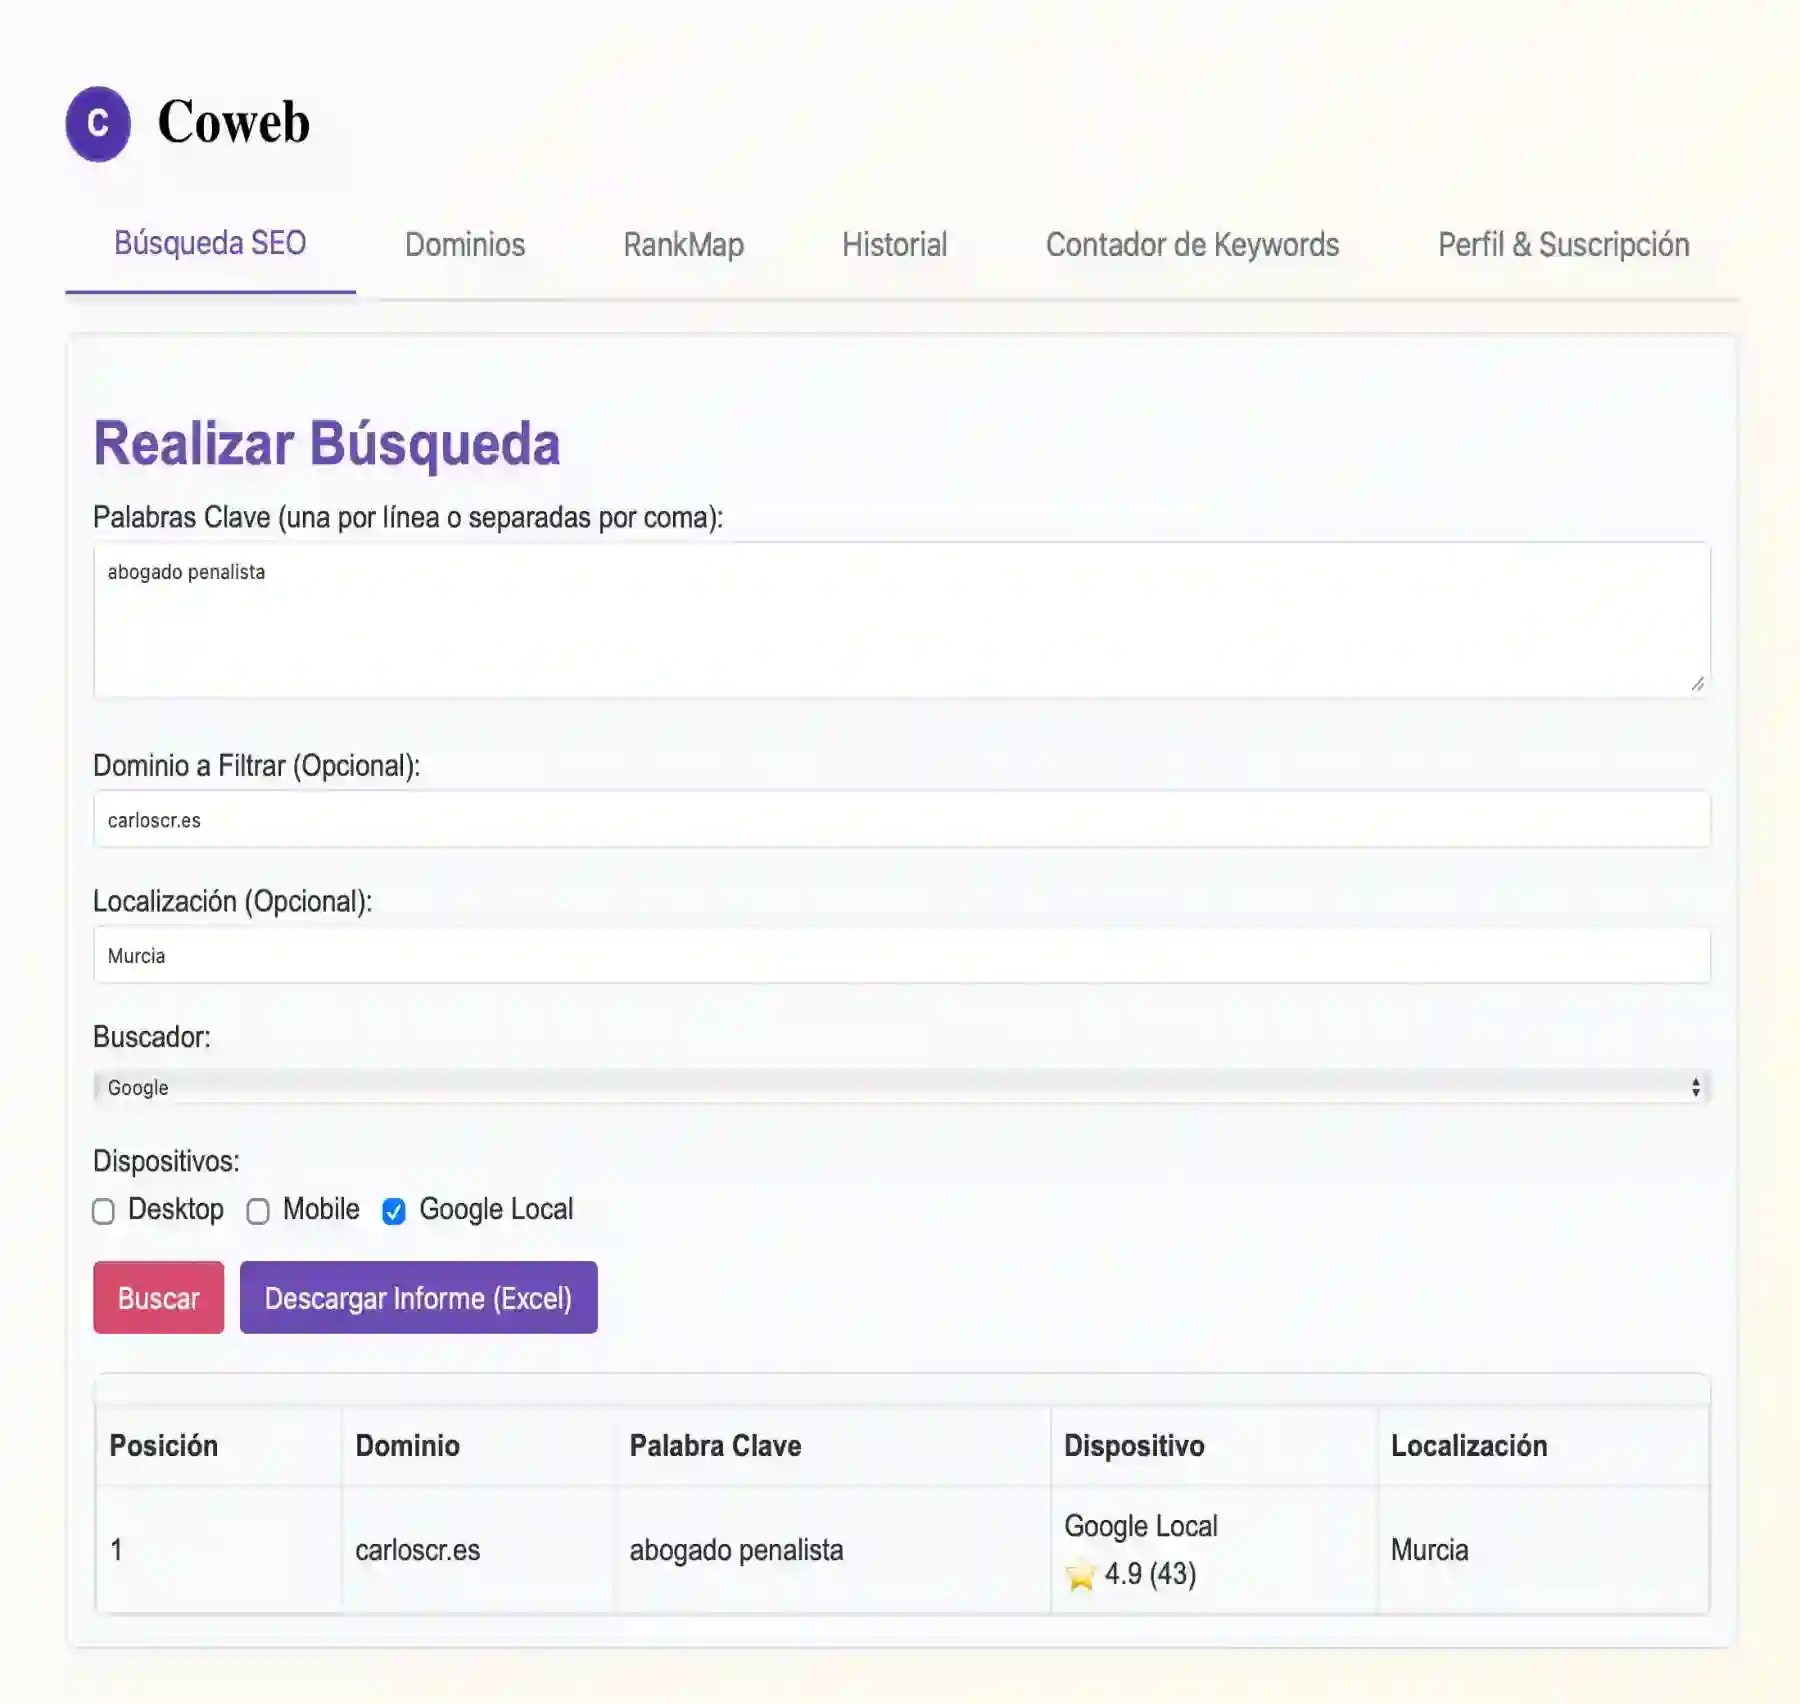 C Coweb
Búsqueda SEO Dominios RankMap Historial Contador de Keywords Perfil & Suscripción
Realizar Búsqueda
Palabras Clave (una por línea o separadas por coma):
abogado penalista
Dominio a Filtrar (Opcional):
carloscr.es
Localización (Opcional):
Murcia
Buscador:
Google
Dispositivos:
Desktop Mobile Google Local
Buscar Descargar Informe (Excel)
Posición Dominio Palabra Clave Dispositivo Localización
1 carloscr.es abogado penalista Google Local Murcia
4.9 (43)